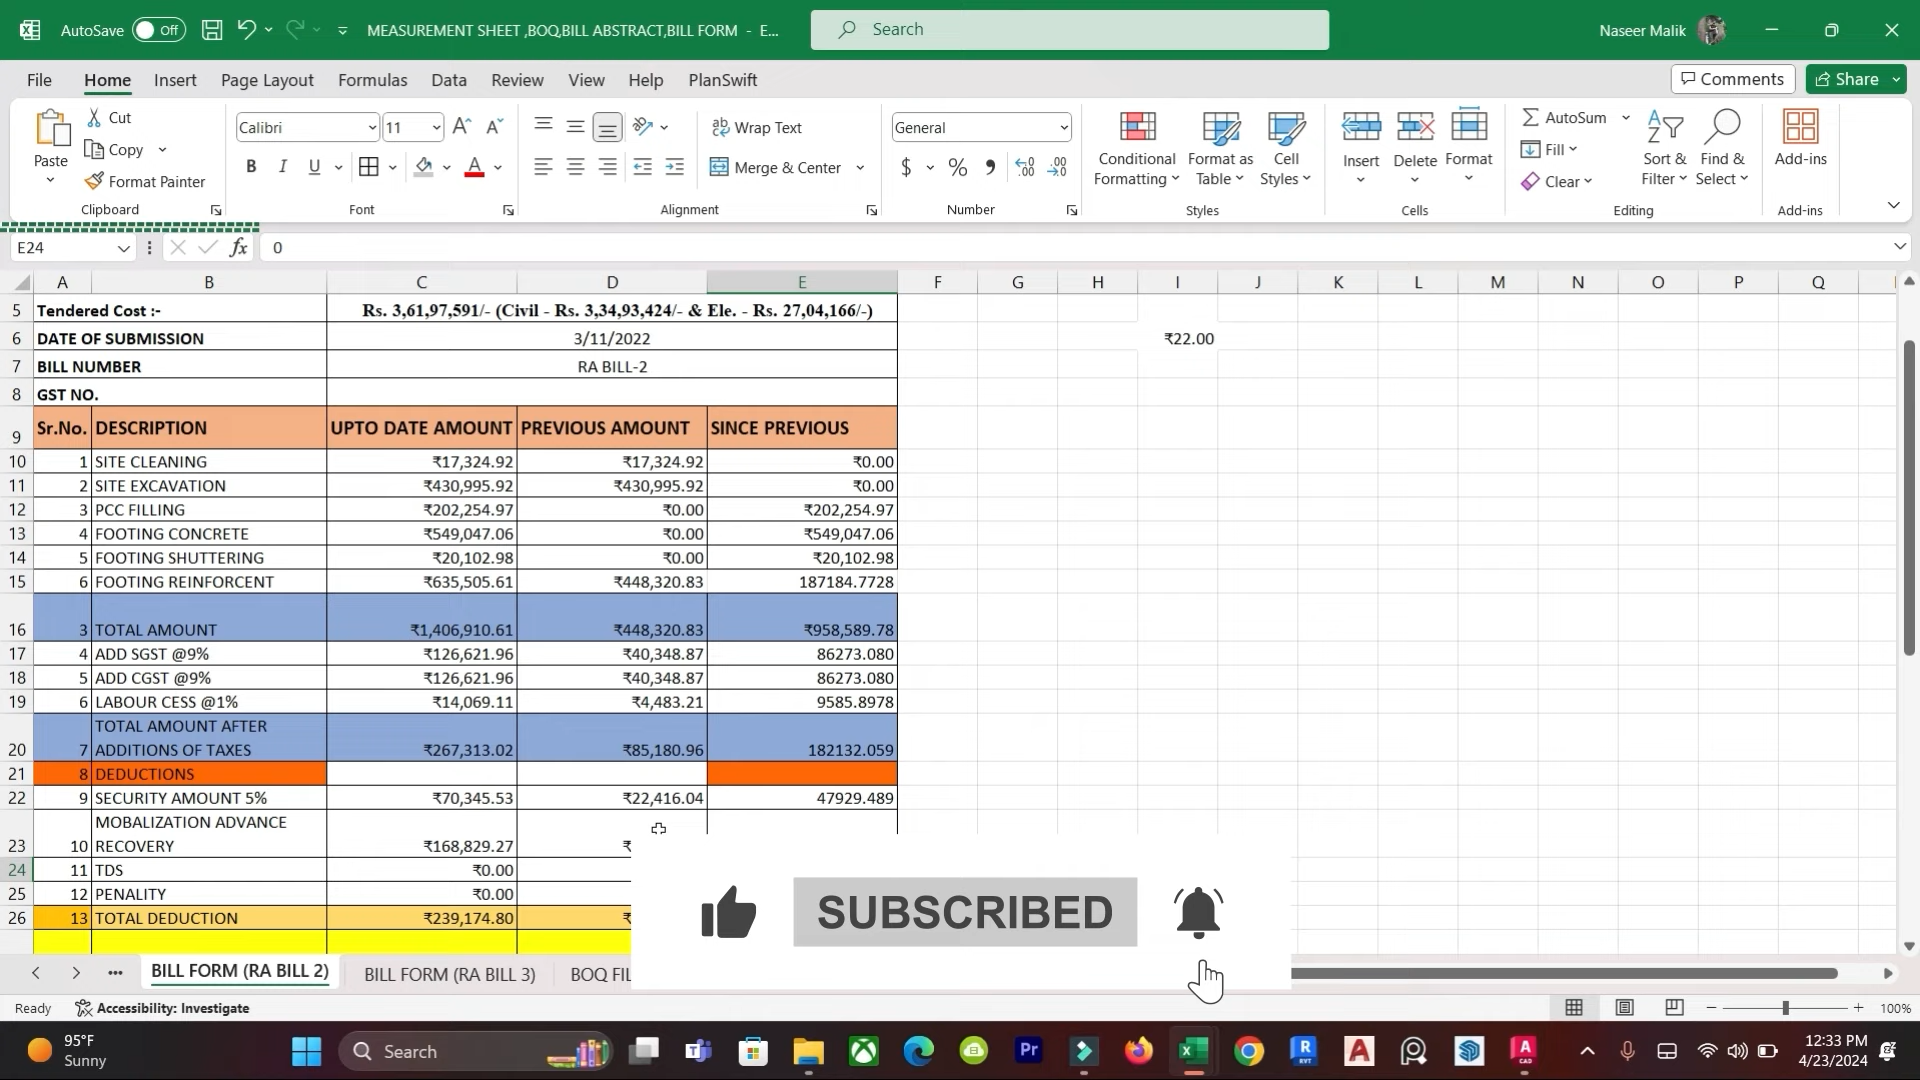 AutoSave Off MEASUREMENT SHEET ,BOQ,BILL ABSTRACT,BILL FORM - E... Search Naseer Malik
File Home Insert Page Layout Formulas Data Review View Help PlanSwift Comments Share
Paste Cut Copy Format Painter Clipboard
Calibri 11 B I U A Font
Wrap Text Merge & Center Alignment
General $ % Number
Conditional Formatting Format as Table Cell Styles Styles
Insert Delete Format Cells
AutoSum Fill Clear Sort & Filter Find & Select Editing
Add-ins Add-ins
E24 fx 0
A B C D E F G H I J K L M N O P Q
5 Tendered Cost :- Rs. 3,61,97,591/- (Civil - Rs. 3,34,93,424/- & Ele. - Rs. 27,04,166/-)
6 DATE OF SUBMISSION 3/11/2022 ₹22.00
7 BILL NUMBER RA BILL-2
8 GST NO.
9 Sr.No. DESCRIPTION UPTO DATE AMOUNT PREVIOUS AMOUNT SINCE PREVIOUS
10 1 SITE CLEANING ₹17,324.92 ₹17,324.92 ₹0.00
11 2 SITE EXCAVATION ₹430,995.92 ₹430,995.92 ₹0.00
12 3 PCC FILLING ₹202,254.97 ₹0.00 ₹202,254.97
13 4 FOOTING CONCRETE ₹549,047.06 ₹0.00 ₹549,047.06
14 5 FOOTING SHUTTERING ₹20,102.98 ₹0.00 ₹20,102.98
15 6 FOOTING REINFORCENT ₹635,505.61 ₹448,320.83 187184.7728
16 3 TOTAL AMOUNT ₹1,406,910.61 ₹448,320.83 ₹958,589.78
17 4 ADD SGST @9% ₹126,621.96 ₹40,348.87 86273.080
18 5 ADD CGST @9% ₹126,621.96 ₹40,348.87 86273.080
19 6 LABOUR CESS @1% ₹14,069.11 ₹4,483.21 9585.8978
TOTAL AMOUNT AFTER
20 7 ADDITIONS OF TAXES ₹267,313.02 ₹85,180.96 182132.059
21 8 DEDUCTIONS
22 9 SECURITY AMOUNT 5% ₹70,345.53 ₹22,416.04 47929.489
MOBALIZATION ADVANCE
23 10 RECOVERY ₹168,829.27 ₹
24 11 TDS ₹0.00
25 12 PENALITY ₹0.00
26 13 TOTAL DEDUCTION ₹239,174.80 ₹
SUBSCRIBED
BILL FORM (RA BILL 2) BILL FORM (RA BILL 3) BOQ FIL
Ready Accessibility: Investigate 100%
95°F Sunny Search 12:33 PM 4/23/2024